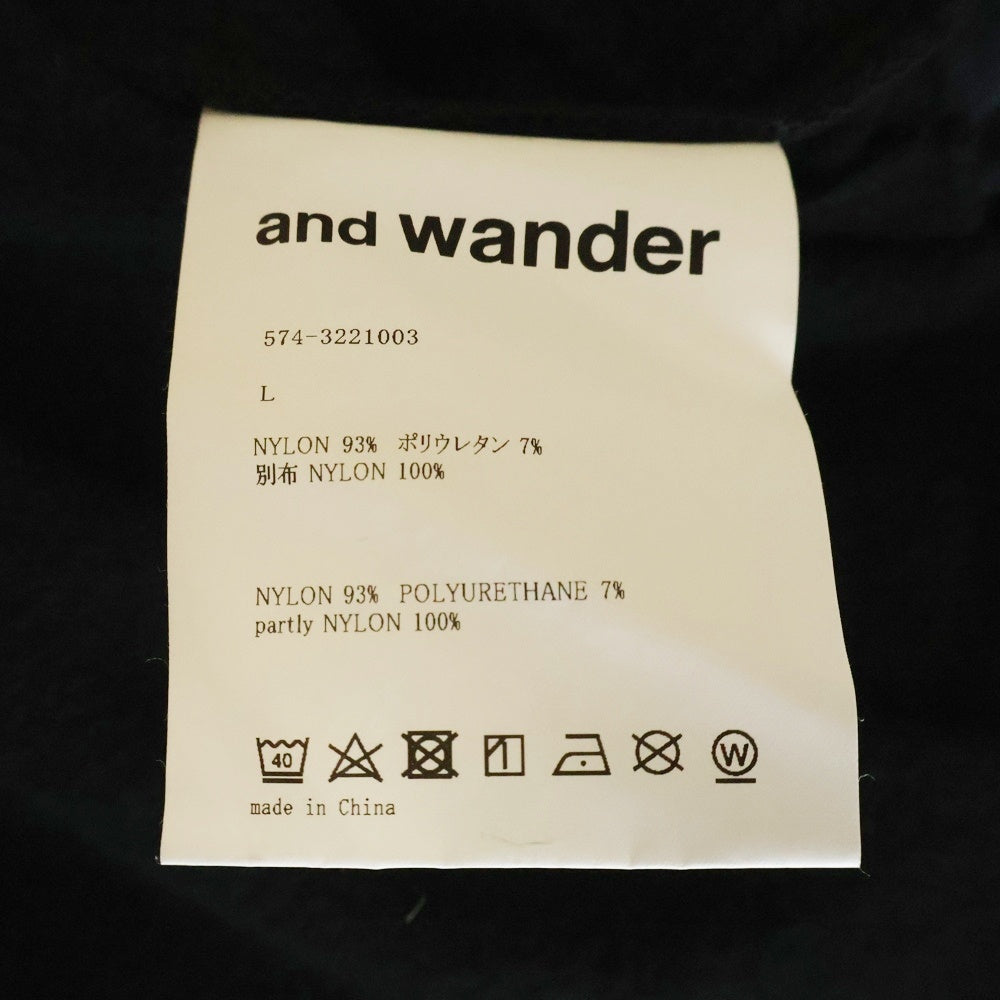 and wander
574-3221003
L
NYLON 93% ポリウレタン 7%
別布 NYLON 100%
NYLON 93% POLYURETHANE 7%
partly NYLON 100%
40
W
made in China